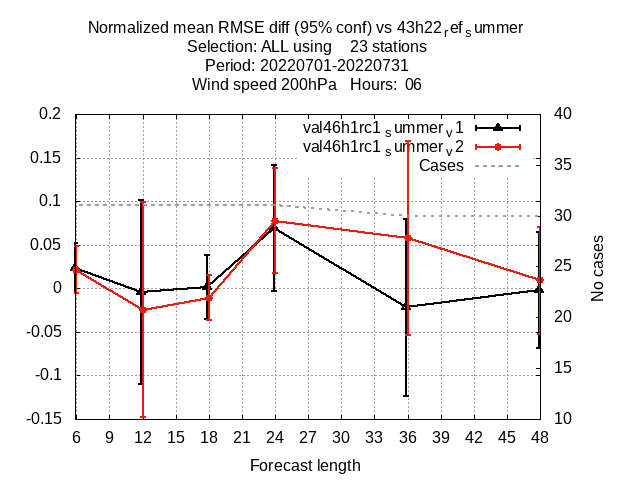 Normalized mean RMSE diff (95% conf) vs 43h22refsummer
Selection: ALL using 23 stations
Period: 20220701-20220731
Wind speed 200hPa Hours: 06
val46h1rc1summerv1
val46h1rc1summerv2
Cases
0.2
0.15
0.1
0.05
0
-0.05
-0.1
-0.15
40
35
30
25
20
15
10
No cases
6 9 12 15 18 21 24 27 30 33 36 39 42 45 48
Forecast length